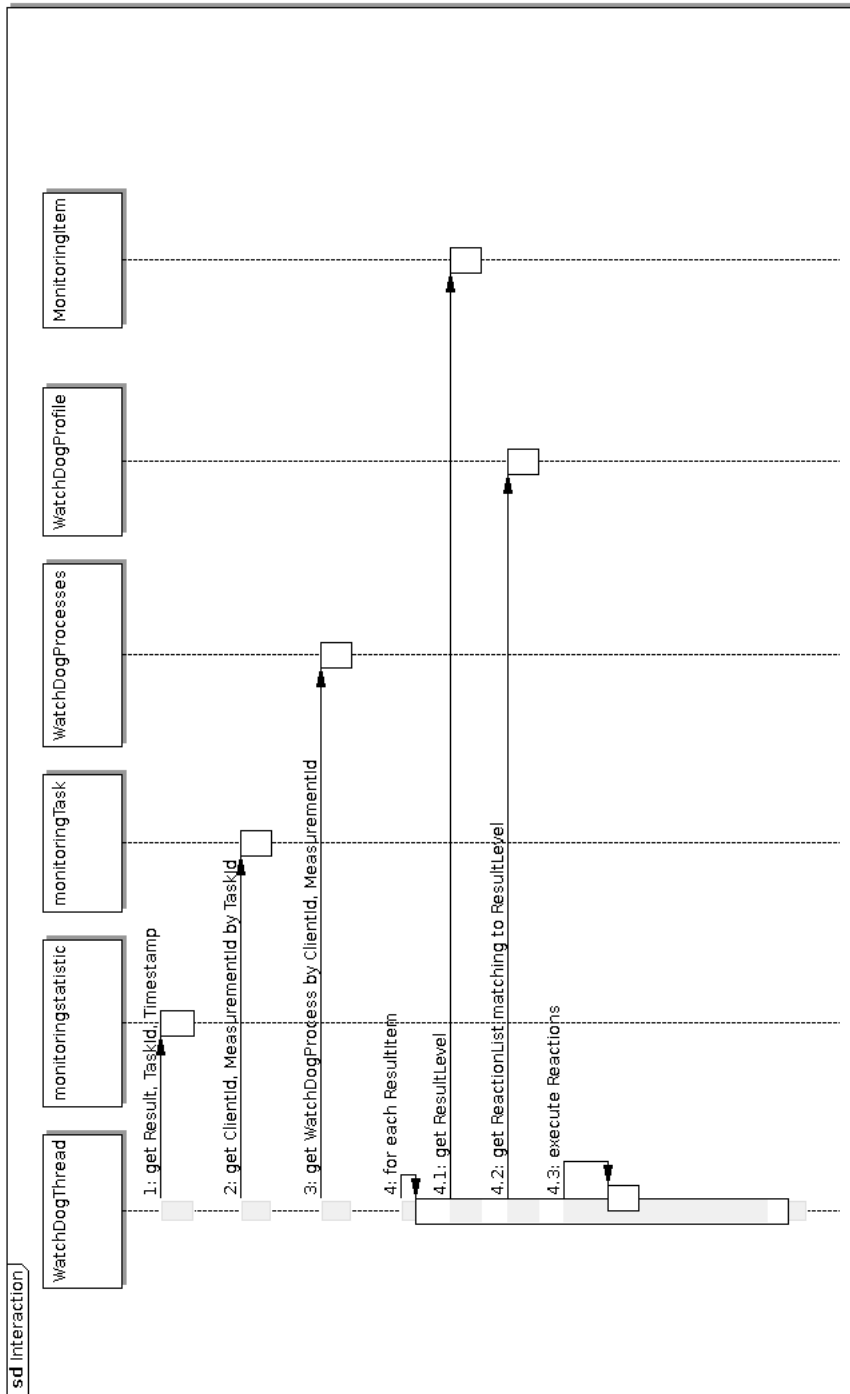 sd Interaction
WatchDogThread
monitoringstatistic
monitoringTask
WatchDogProcesses
WatchDogProfile
MonitoringItem
1: get Result, TaskId, Timestamp
2: get ClientId, MeasurementId by TaskId
3: get WatchDogProcess by ClientId, MeasurementId
4: for each ResultItem
4.1: get ResultLevel
4.2: get ReactionList matching to ResultLevel
4.3: execute Reactions